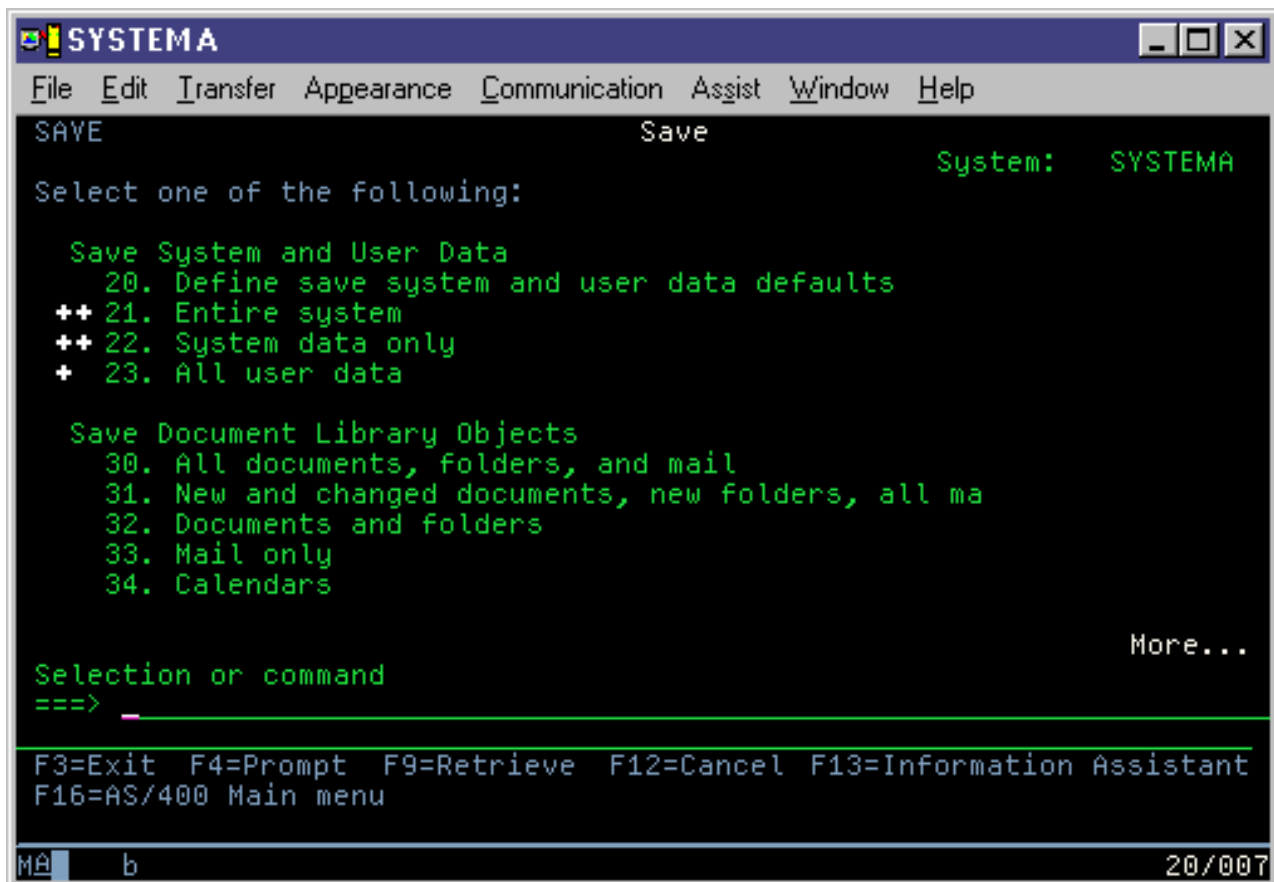 SYSTEMA
File Edit Transfer Appearance Communication Assist Window Help
SAVE Save
System: SYSTEMA
Select one of the following:
Save System and User Data
20. Define save system and user data defaults
++ 21. Entire system
++ 22. System data only
+ 23. All user data
Save Document Library Objects
30. All documents, folders, and mail
31. New and changed documents, new folders, all ma
32. Documents and folders
33. Mail only
34. Calendars
More...
Selection or command
===> _
F3=Exit F4=Prompt F9=Retrieve F12=Cancel F13=Information Assistant
F16=AS/400 Main menu
MA b 20/007